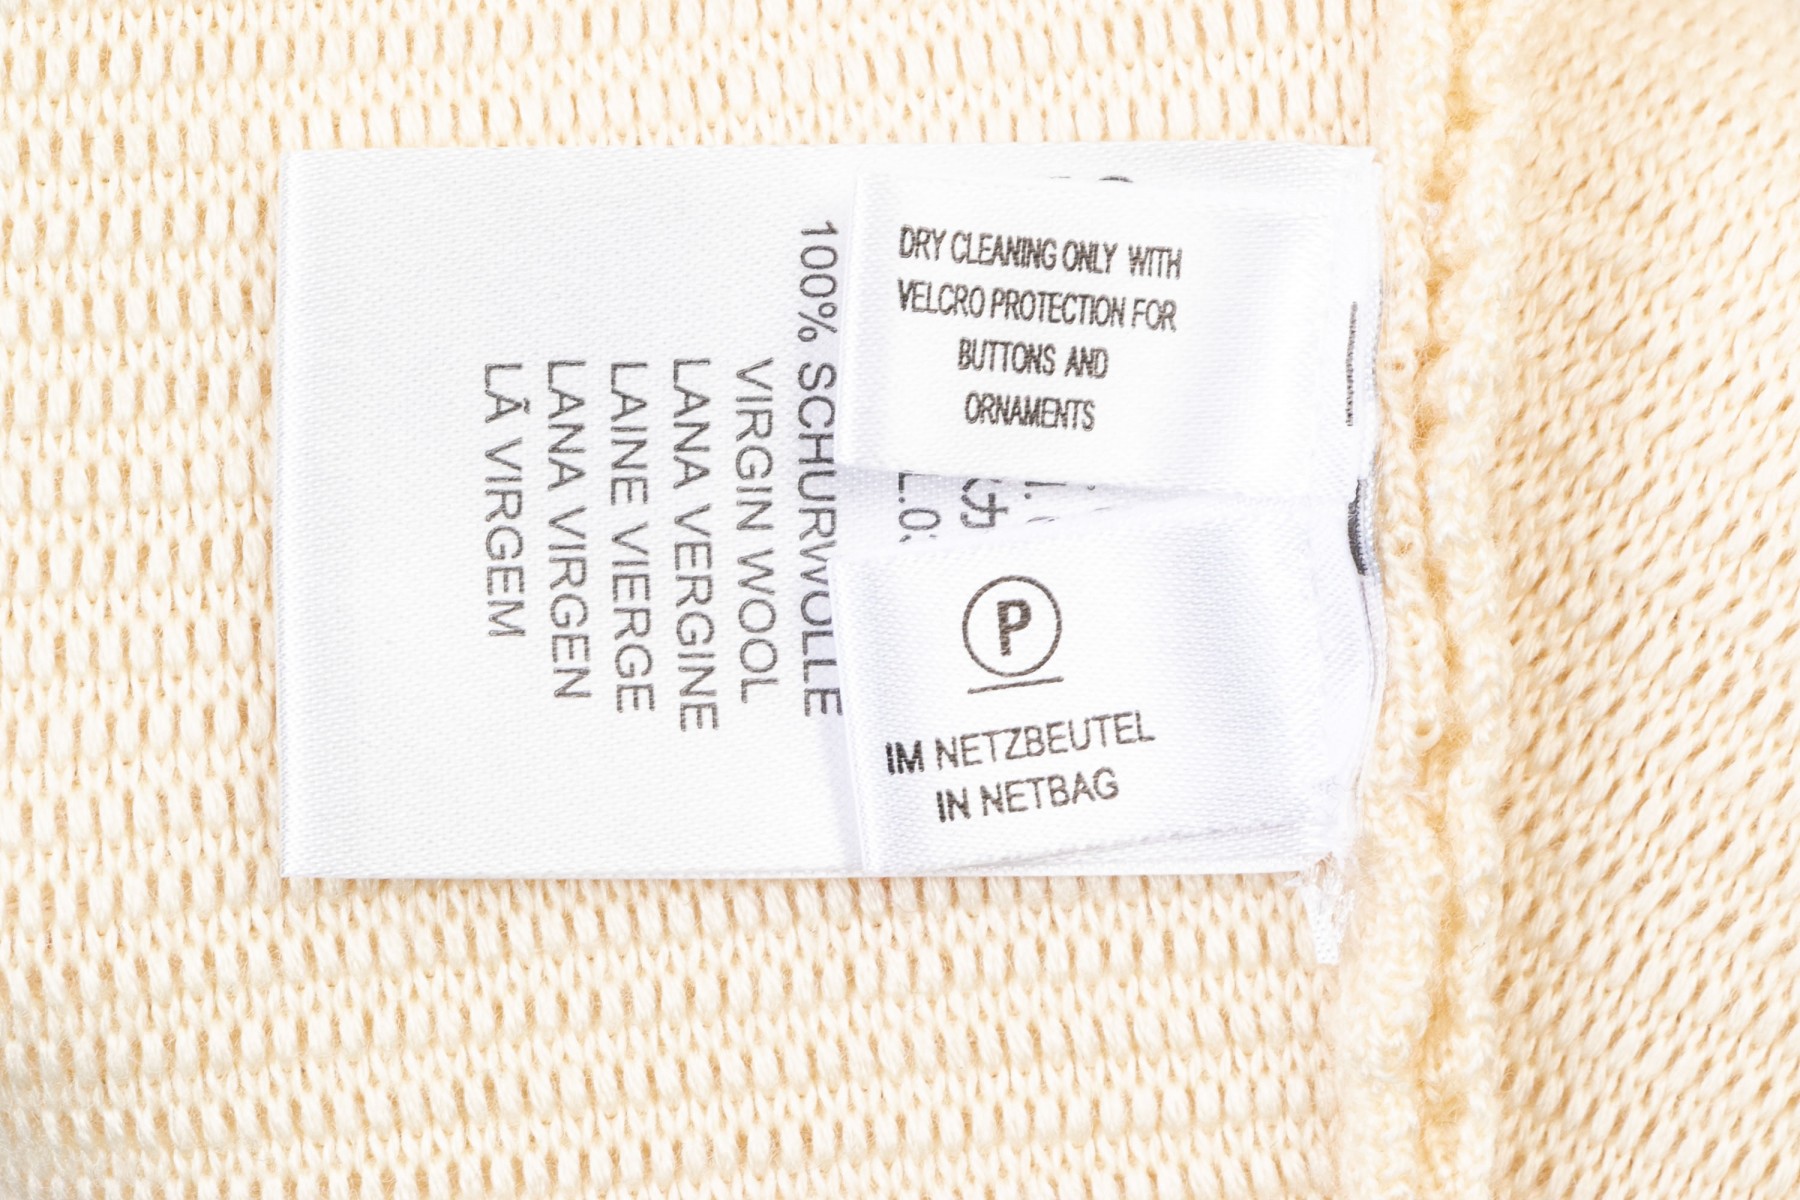 100% SCHURWOLLE
VIRGIN WOOL
LANA VERGINE
LAINE VIERGE
LANA VIRGEN
LÃ VIRGEM
DRY CLEANING ONLY WITH
VELCRO PROTECTION FOR
BUTTONS AND
ORNAMENTS
P
IM NETZBEUTEL
IN NETBAG